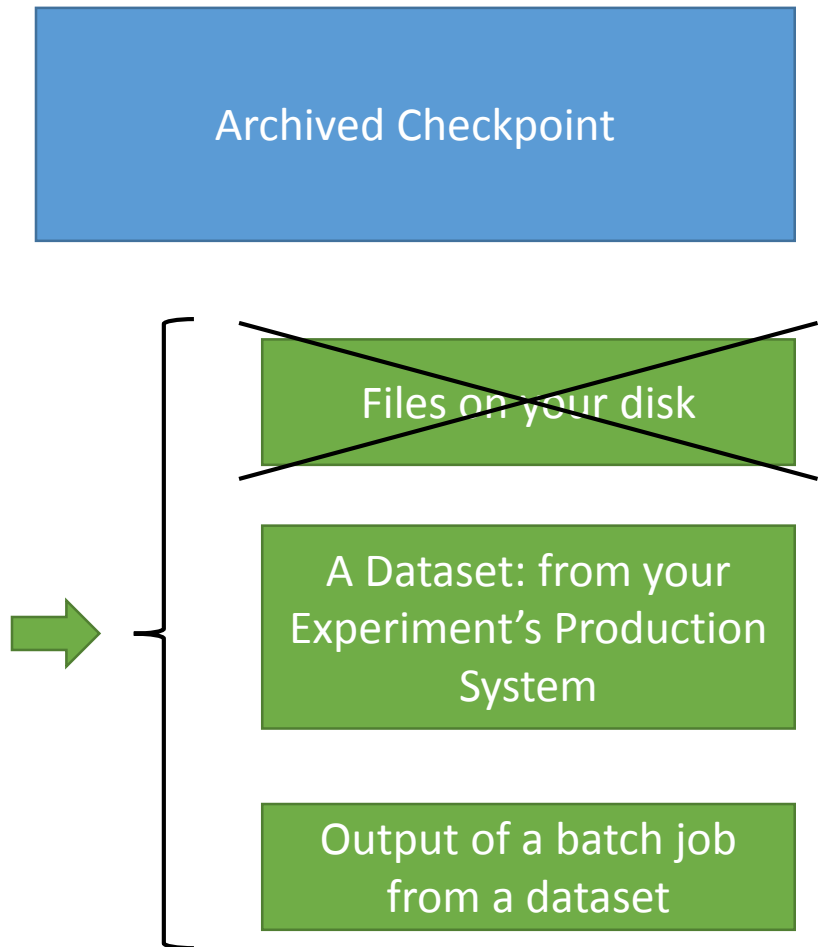 Archived Checkpoint
Files on your disk
A Dataset: from your
Experiment’s Production
System
Output of a batch job
from a dataset